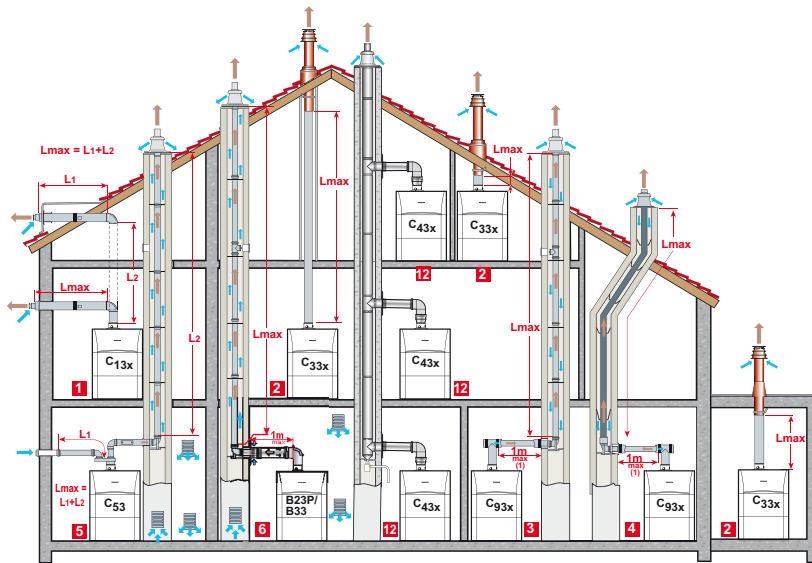 Lmax = L1+L2
L1
L2
Lmax
C13x
1
L1
Lmax =
L1+L2
C53
5
L2
Lmax
1m
max
B23P/
B33
6
Lmax
C33x
2
C43x
12
C43x
12
C43x
12
Lmax
C33x
2
Lmax
1m
max
(1)
C93x
3
Lmax
1m
max
(1)
C93x
4
Lmax
C33x
2